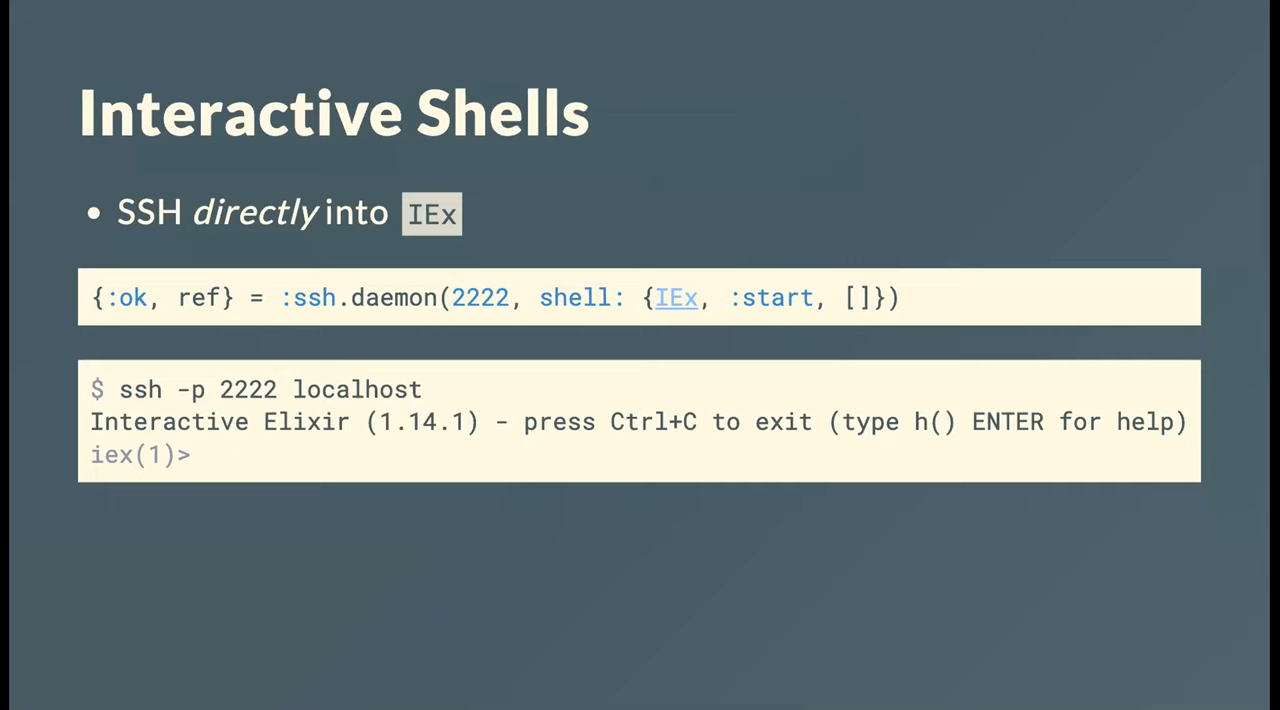 Interactive Shells
• SSH directly into IEx
{:ok, ref} = :ssh.daemon(2222, shell: {IEx, :start, []})
$ ssh -p 2222 localhost
Interactive Elixir (1.14.1) - press Ctrl+C to exit (type h() ENTER for help)
iex(1)>